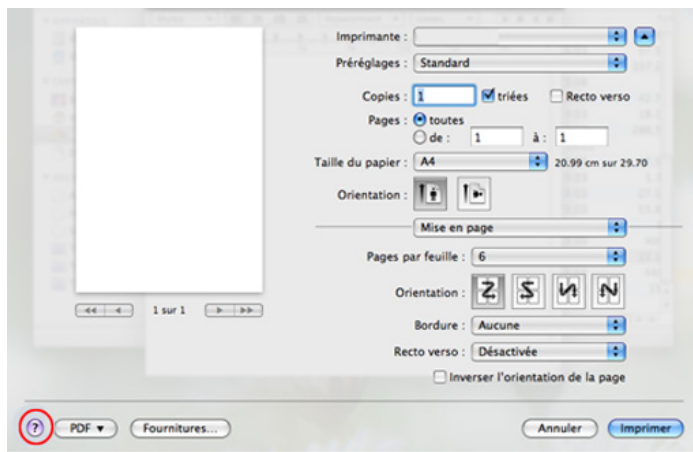 Imprimante :
Préréglages : Standard
Copies : 1 triées Recto verso
Pages : toutes
de : 1 à : 1
Taille du papier : A4 20.99 cm sur 29.70
Orientation :
Mise en page
Pages par feuille : 6
Orientation :
1 sur 1
Bordure : Aucune
Recto verso : Désactivée
Inverser l'orientation de la page
? PDF ▼ Fournitures... Annuler Imprimer